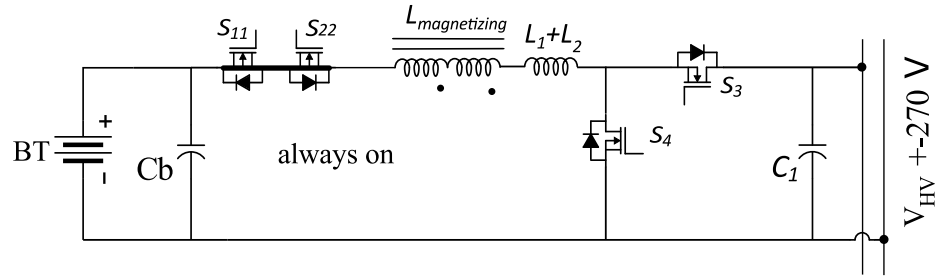 S11 S22 Lmagnetizing L1+L2
S3
+
BT
-
Cb
always on
S4
C1
VHV +-270 V